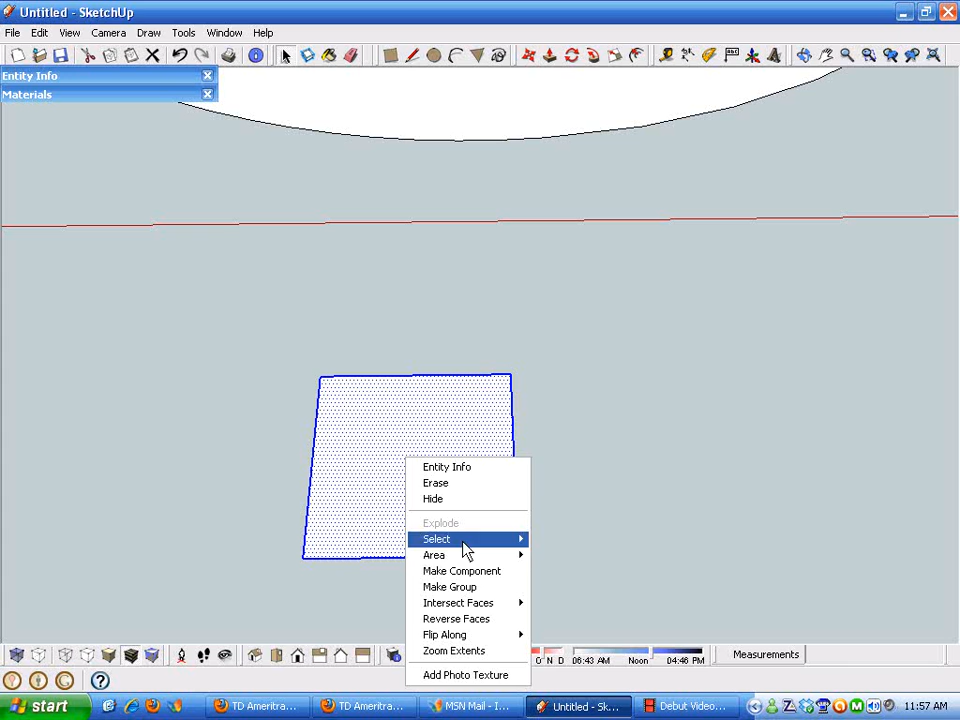 Untitled - SketchUp
File Edit View Camera Draw Tools Window Help
Entity Info
Materials
Entity Info
Erase
Hide
Explode
Select
Area
Make Component
Make Group
Intersect Faces
Reverse Faces
Flip Along
Zoom Extents
Add Photo Texture
06:43 AM Noon 04:46 PM Measurements
start TD Ameritra... TD Ameritra... MSN Mail - I... Untitled - Sk... Debut Video... 11:57 AM